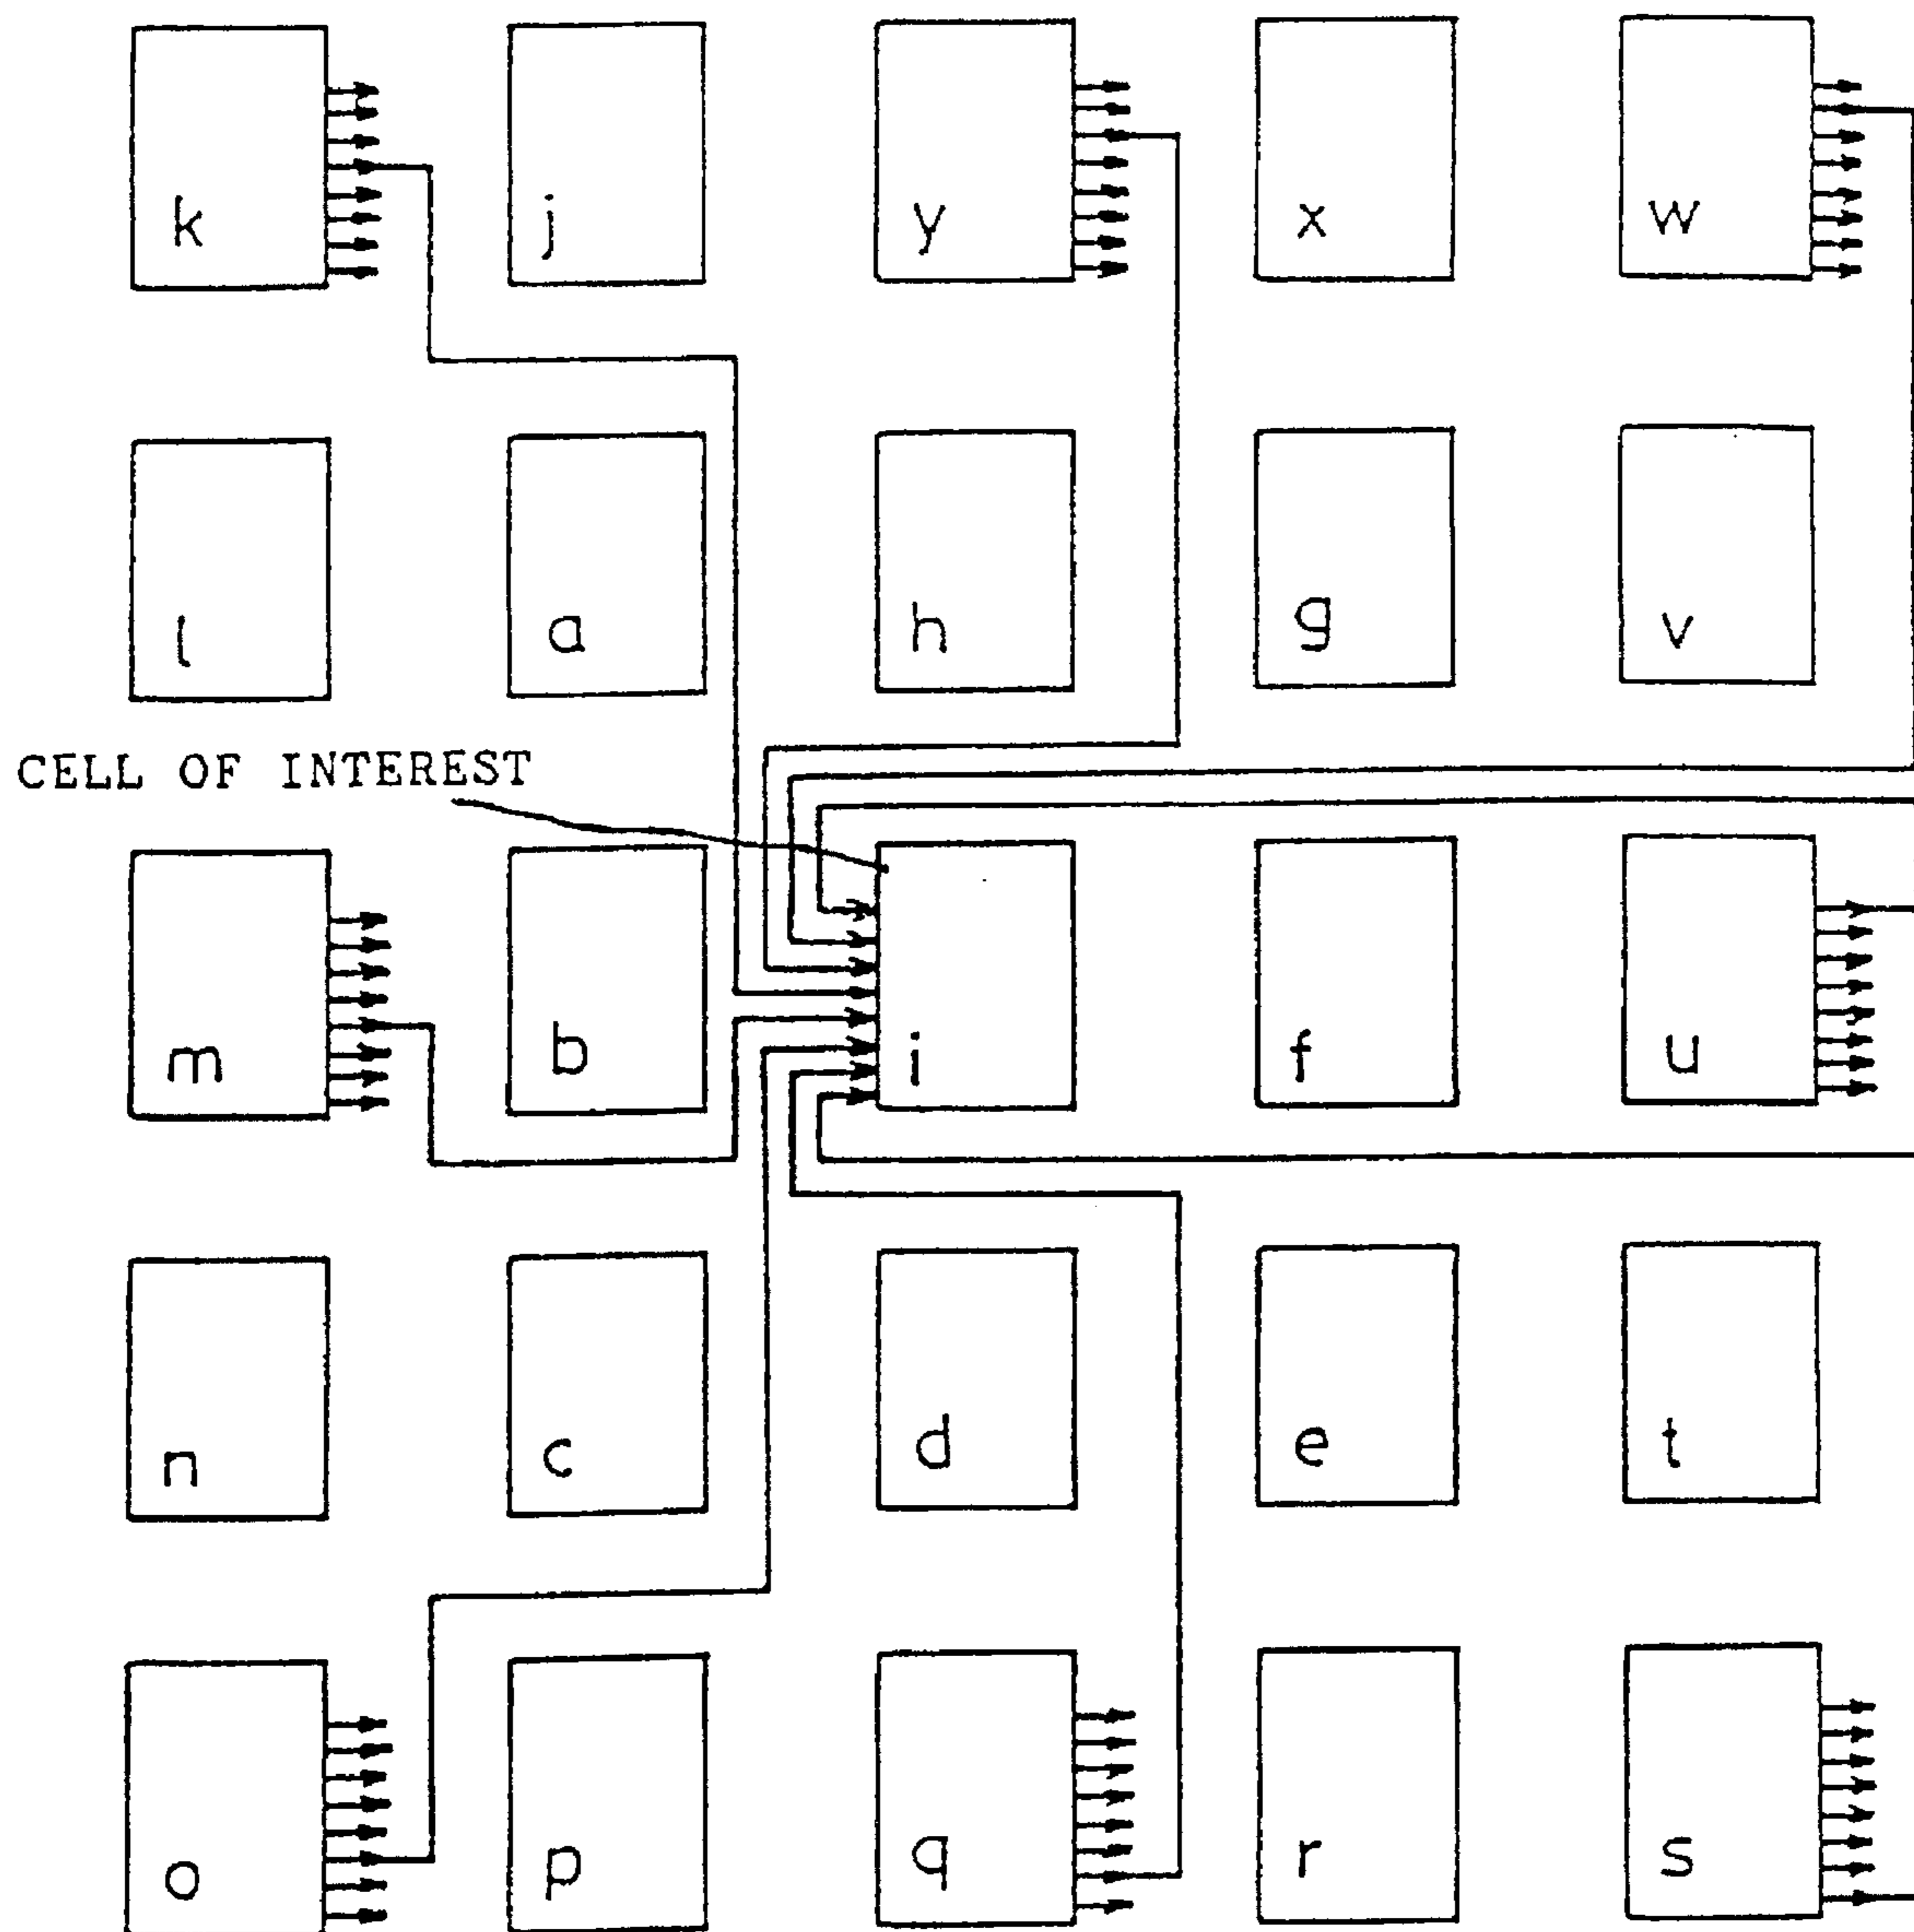 k j y x w
l a h g v
CELL OF INTEREST
m b i f u
n c d e t
o p q r s